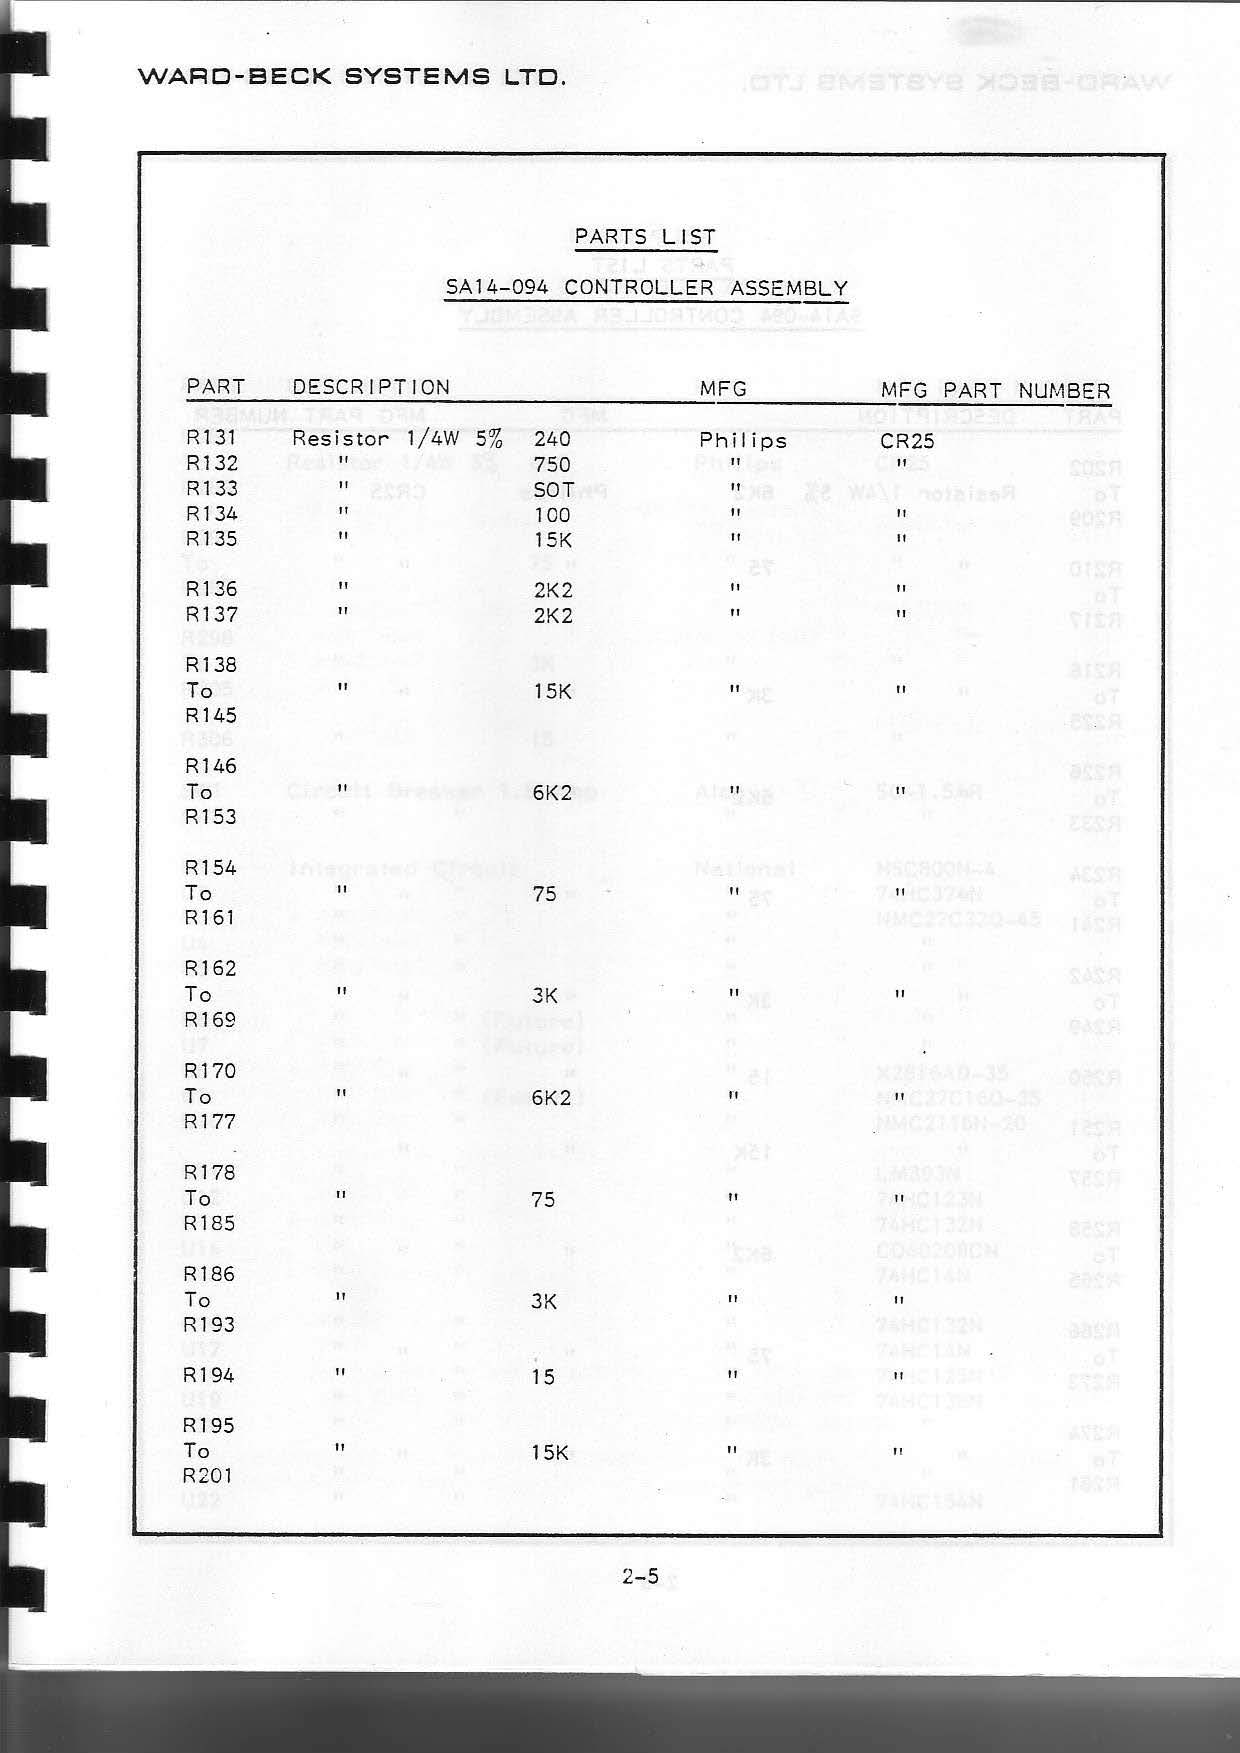 WARD-BECK SYSTEMS LTD.
PARTS LIST
SA14-094 CONTROLLER ASSEMBLY
PART DESCRIPTION MFG MFG PART NUMBER
R131 Resistor 1/4W 5% 240 Philips CR25
R132 " 750 " "
R133 " SOT "
R134 " 100 " "
R135 " 15K " "
R136 " 2K2 " "
R137 " 2K2 " "
R138
To " 15K " "
R145
R146
To " 6K2 " "
R153
R154
To " 75 " "
R161
R162
To " 3K " "
R169
R170
To " 6K2 " "
R177
R178
To " 75 " "
R185
R186
To " 3K " "
R193
R194 " 15 " "
R195
To " 15K " "
R201
2-5